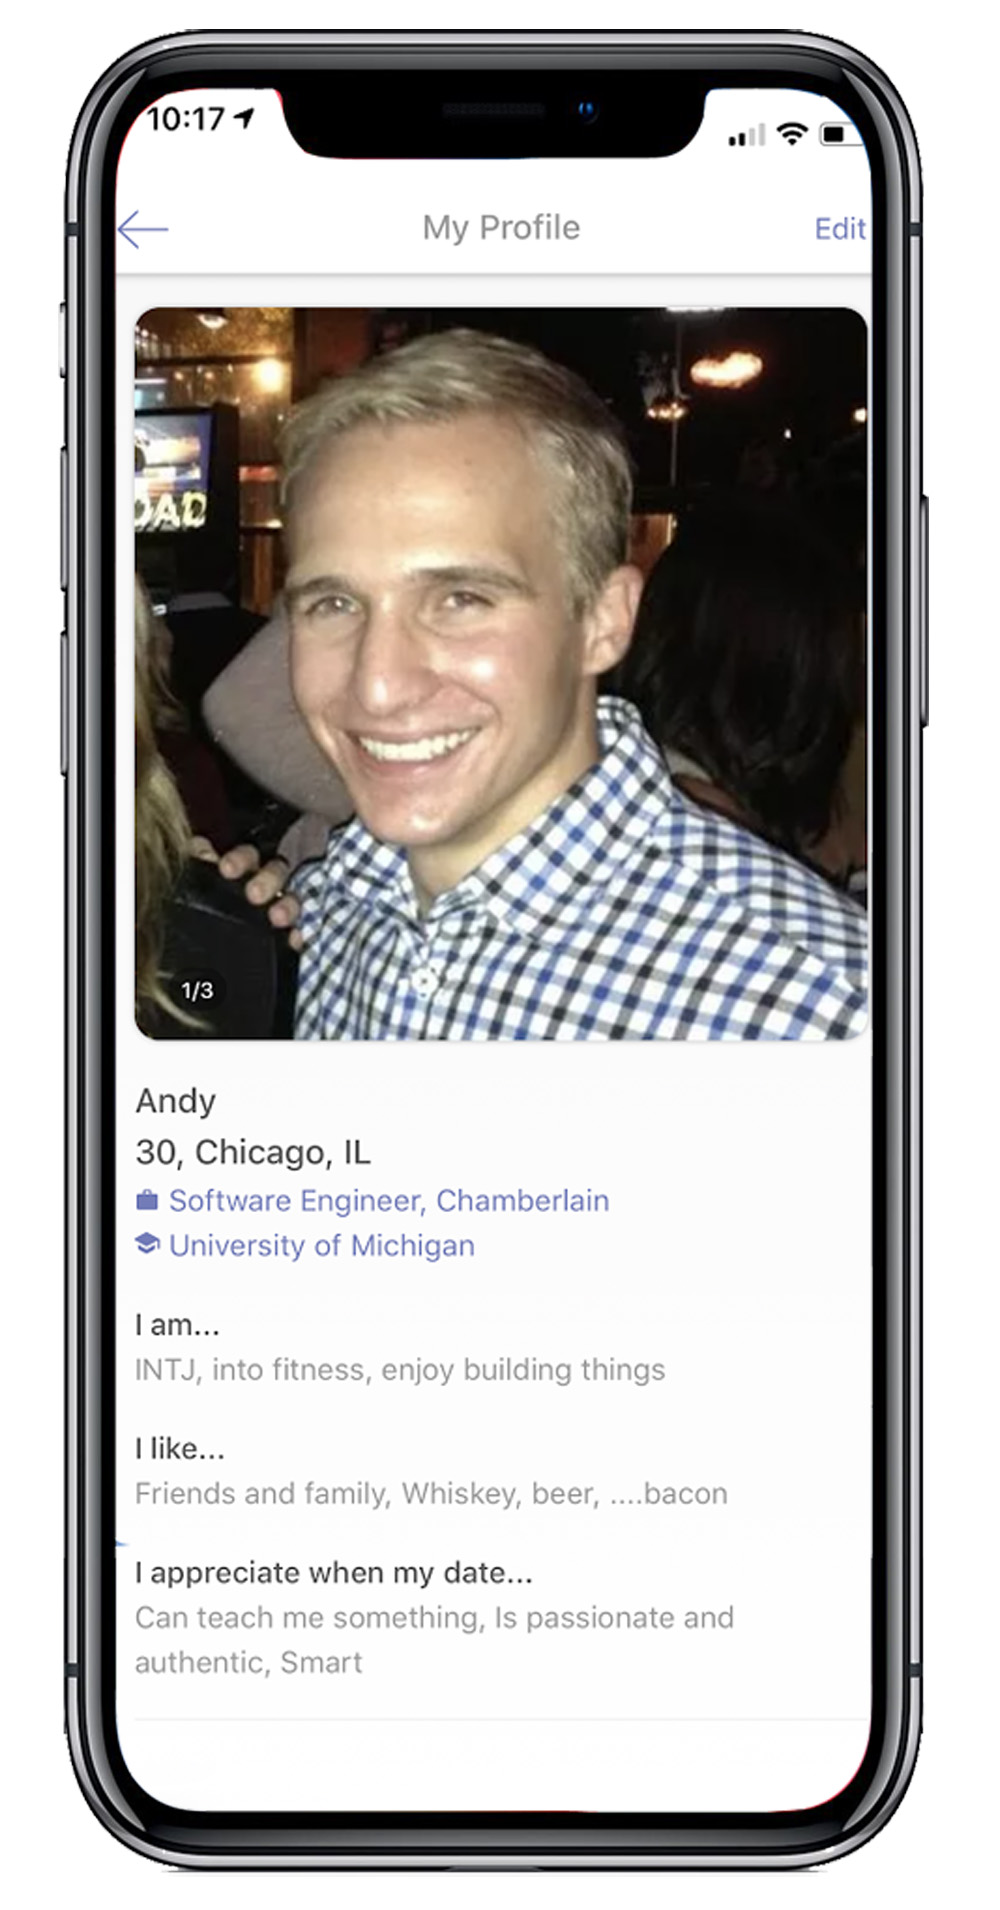 10:17
My Profile
Edit
OAD
1/3
Andy
30, Chicago, IL
Software Engineer, Chamberlain
University of Michigan
I am...
INTJ, into fitness, enjoy building things
I like...
Friends and family, Whiskey, beer, ....bacon
I appreciate when my date...
Can teach me something, Is passionate and
authentic, Smart